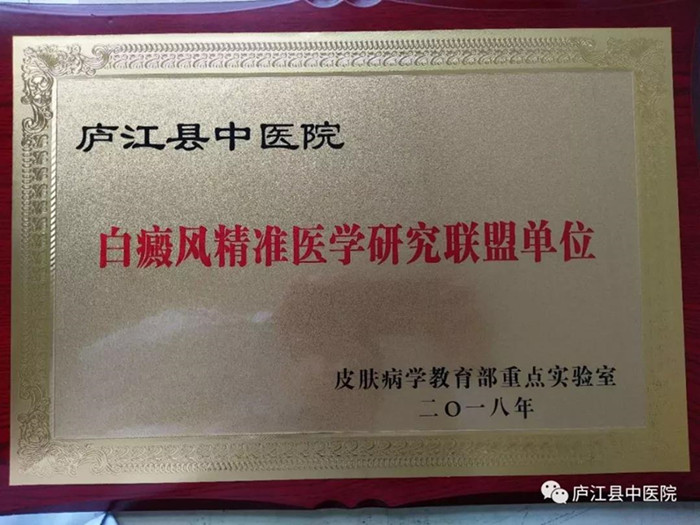 庐江县中医院
白癜风精准医学研究联盟单位
皮肤病学教育部重点实验室
二〇一八年
庐江县中医院